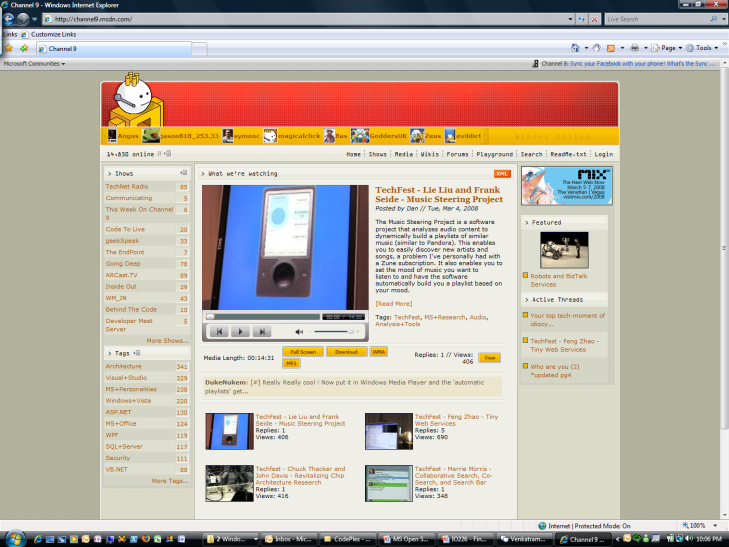 Channel 9 - Windows Internet Explorer
http://channel9.msdn.com/
Live Search
Links
Customize Links
Channel 9
Page
Tools
Microsoft Communities
Channel 8: Sync your Facebook with your phone! What's the Sync ...
Angus
jason818_253.33
symonc
magicalclick
Bas
GoddersUK
Zeus
evildict
14,850 online //
Home
Shows
Media
Wikis
Forums
Playground
Search
ReadMe.txt
Login
> Shows
TechNet Radio 85
Communicating 5
This Week On Channel 9 6
Code To Live 20
geekSpeak 33
The EndPoint 7
Going Deep 78
ARCast.TV 89
Inside Out 29
WM_IN 43
Behind The Code 10
Developer Meet Server 5
More Shows...
> Tags
Architecture 341
Visual+Studio 329
MS+Personalities 238
Windows+Vista 220
ASP.NET 130
MS+Office 124
WPF 119
SQL+Server 117
Security 111
VB.NET 88
More Tags...
> What we're watching
XML
TechFest - Lie Liu and Frank
Seide - Music Steering Project
Posted by Dan // Tue, Mar 4, 2008
The Music Steering Project is a software
project that analyzes audio content to
dynamically build a playlists of similar
music (similar to Pandora). This enables
you to easily discover new artists and
songs, a problem I've personally had with
a Zune subscription. It also enables you to
set the mood of music you want to
listen to and have the software
automatically build you a playlist based on
your mood.
[Read More]
Tags: TechFest, MS+Research, Audio,
Analysis+Tools
00:00 / 14:30
Media Length: 00:14:31
Full Screen
Download
WMA
MP3
Replies: 1 // Views:
406
View
DukeNukem: [#] Really Really cool ! Now put it in Windows Media Player and the 'automatic
playlists' get...
TechFest - Lie Liu and Frank
Seide - Music Steering Project
Replies: 1
Views: 406
TechFest - Feng Zhao - Tiny
Web Services
Replies: 5
Views: 690
TechFest - Chuck Thacker and
John Davis - Revitalizing Chip
Architecture Research
Replies: 1
Views: 416
TechFest - Merrie Morris -
Collaborative Search, Co-
Search, and Search Bar
Replies: 1
Views: 348
MIX
The Next Web Now
March 5-7, 2008
The Venetian | Vegas
visitmix.com/2008
> Featured
Robots and BizTalk
Services
> Active Threads
Your top tech-moment of
idiocy...
TechFest - Feng Zhao -
Tiny Web Services
Who are you (2)
*updated pg4
Internet | Protected Mode: On
100%
2 Windo...
Inbox - Mic...
CodePlex - ...
MS Open S...
IO226 - Fin...
Venkatram...
Channel 9 ...
10:06 PM